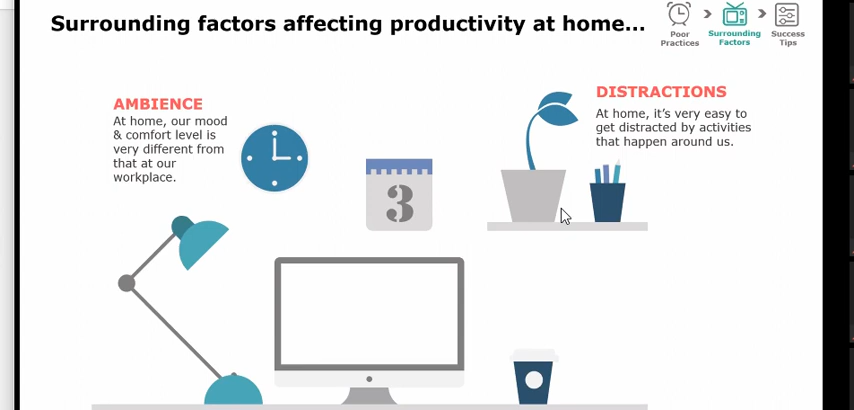 Surrounding factors affecting productivity at home...
Poor
Practices
Surrounding
Factors
Success
Tips
AMBIENCE
At home, our mood
& comfort level is
very different from
that at our
workplace.
DISTRACTIONS
At home, it's very easy to
get distracted by activities
that happen around us.
3